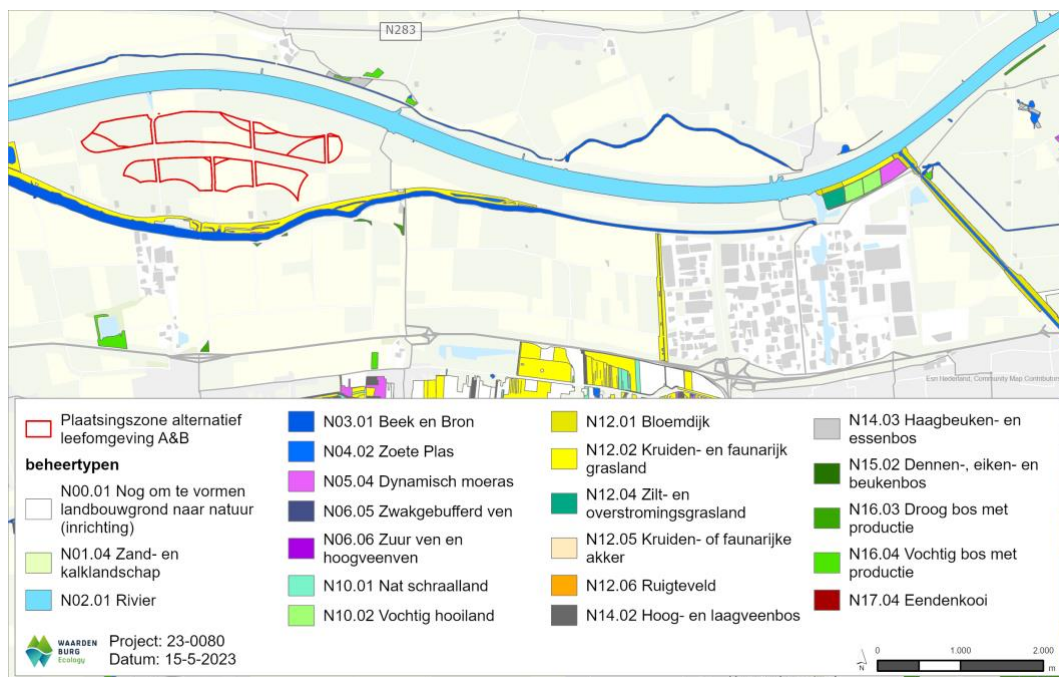 N283
Esri Nederland, Community Map Contributors
Plaatsingszone alternatief
leefomgeving A&B
beheertypen
N00.01 Nog om te vormen
landbouwgrond naar natuur
(inrichting)
N01.04 Zand- en
kalklandschap
N02.01 Rivier
N03.01 Beek en Bron
N04.02 Zoete Plas
N05.04 Dynamisch moeras
N06.05 Zwakgebufferd ven
N06.06 Zuur ven en
hoogveenven
N10.01 Nat schraalland
N10.02 Vochtig hooiland
N12.01 Bloemdijk
N12.02 Kruiden- en faunarijk
grasland
N12.04 Zilt- en
overstromingsgrasland
N12.05 Kruiden- of faunarijke
akker
N12.06 Ruigteveld
N14.02 Hoog- en laagveenbos
N14.03 Haagbeuken- en
essenbos
N15.02 Dennen-, eiken- en
beukenbos
N16.03 Droog bos met
productie
N16.04 Vochtig bos met
productie
N17.04 Eendenkooi
WAARDEN
BURG
Ecology
Project: 23-0080
Datum: 15-5-2023
N
0 1.000 2.000
m